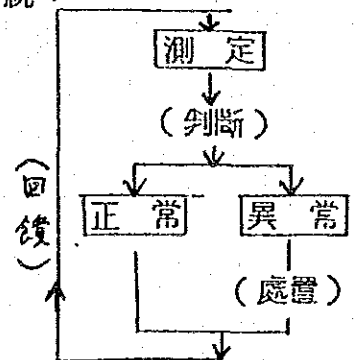 測 定
(判斷)
正 常
異 常
(回饋)
(處置)